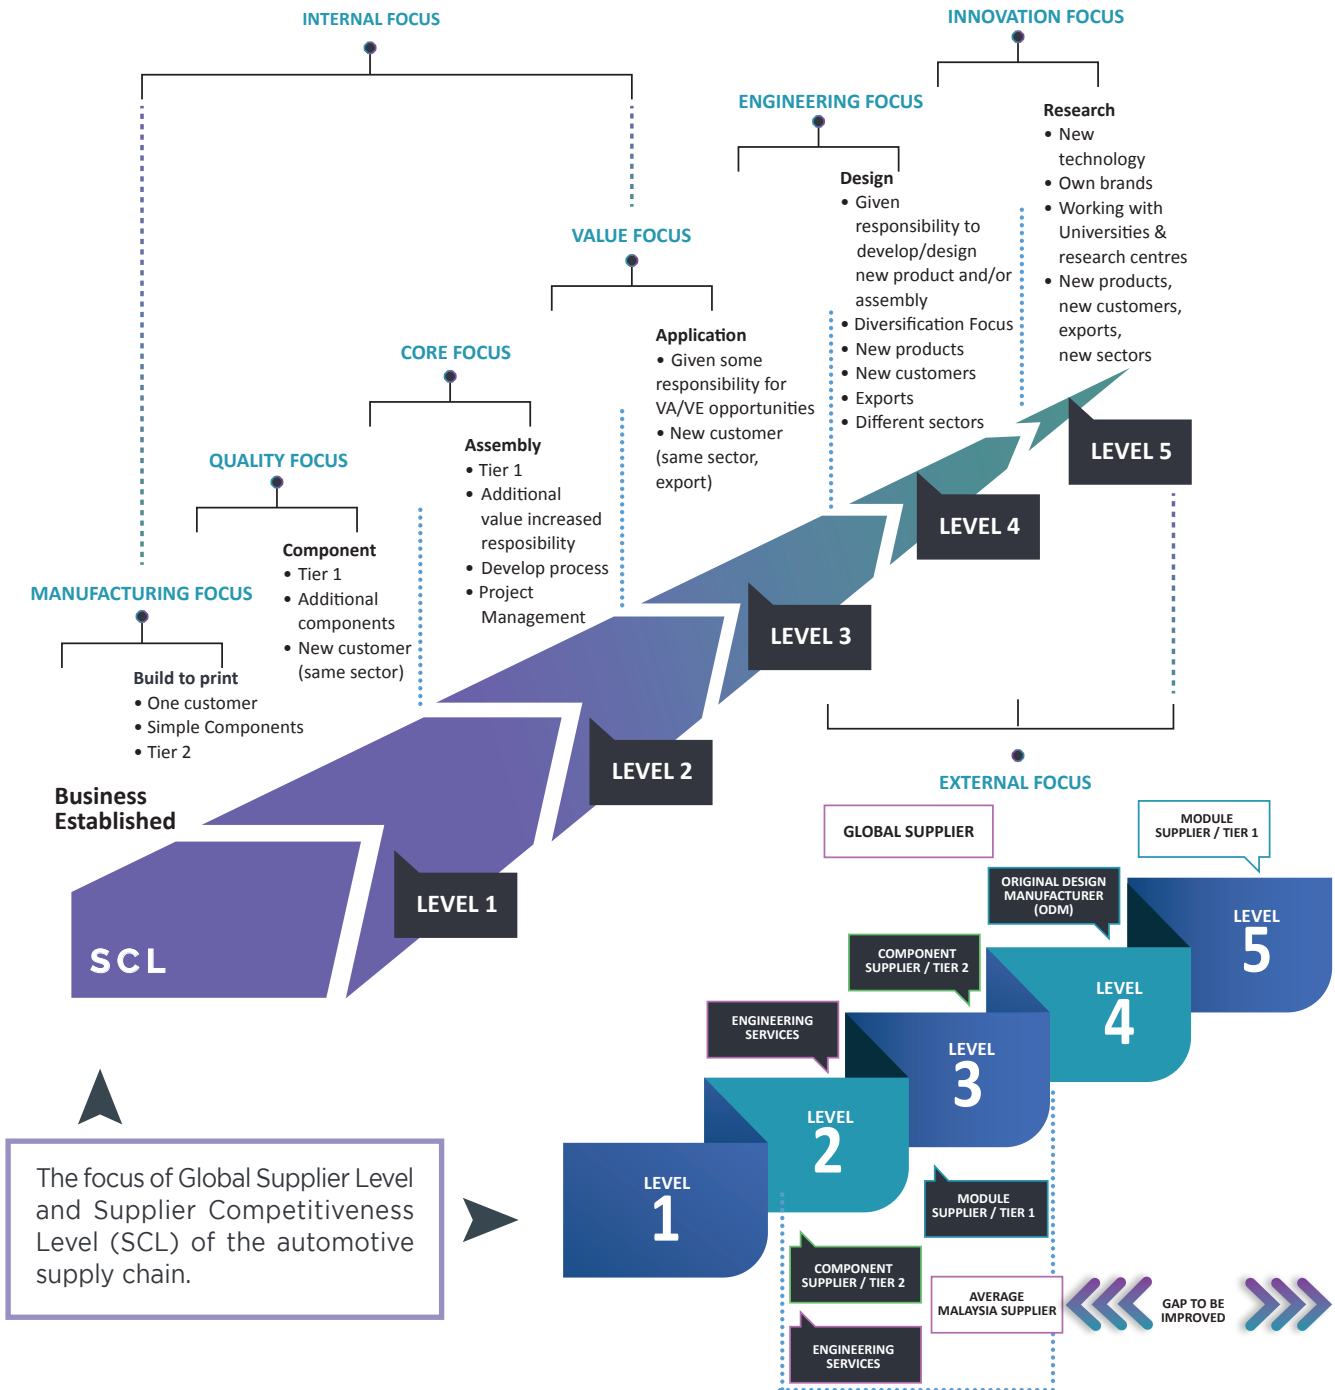 INTERNAL FOCUS
INNOVATION FOCUS
ENGINEERING FOCUS
Research
• New
technology
• Own brands
• Working with
Universities &
research centres
• New products,
new customers,
exports,
new sectors
Design
• Given
responsibility to
develop/design
new product and/or
assembly
• Diversification Focus
• New products
• New customers
• Exports
• Different sectors
VALUE FOCUS
Application
• Given some
responsibility for
VA/VE opportunities
• New customer
(same sector,
export)
CORE FOCUS
Assembly
• Tier 1
• Additional
value increased
resposibility
• Develop process
• Project
Management
QUALITY FOCUS
Component
• Tier 1
• Additional
components
• New customer
(same sector)
MANUFACTURING FOCUS
Build to print
• One customer
• Simple Components
• Tier 2
Business
Established
SCL
LEVEL 1
LEVEL 2
LEVEL 3
LEVEL 4
LEVEL 5
EXTERNAL FOCUS
GLOBAL SUPPLIER
MODULE
SUPPLIER / TIER 1
ORIGINAL DESIGN
MANUFACTURER
(ODM)
COMPONENT
SUPPLIER / TIER 2
ENGINEERING
SERVICES
LEVEL
5
LEVEL
4
LEVEL
3
LEVEL
2
LEVEL
1
MODULE
SUPPLIER / TIER 1
COMPONENT
SUPPLIER / TIER 2
ENGINEERING
SERVICES
AVERAGE
MALAYSIA SUPPLIER
GAP TO BE
IMPROVED
The focus of Global Supplier Level
and Supplier Competitiveness
Level (SCL) of the automotive
supply chain.